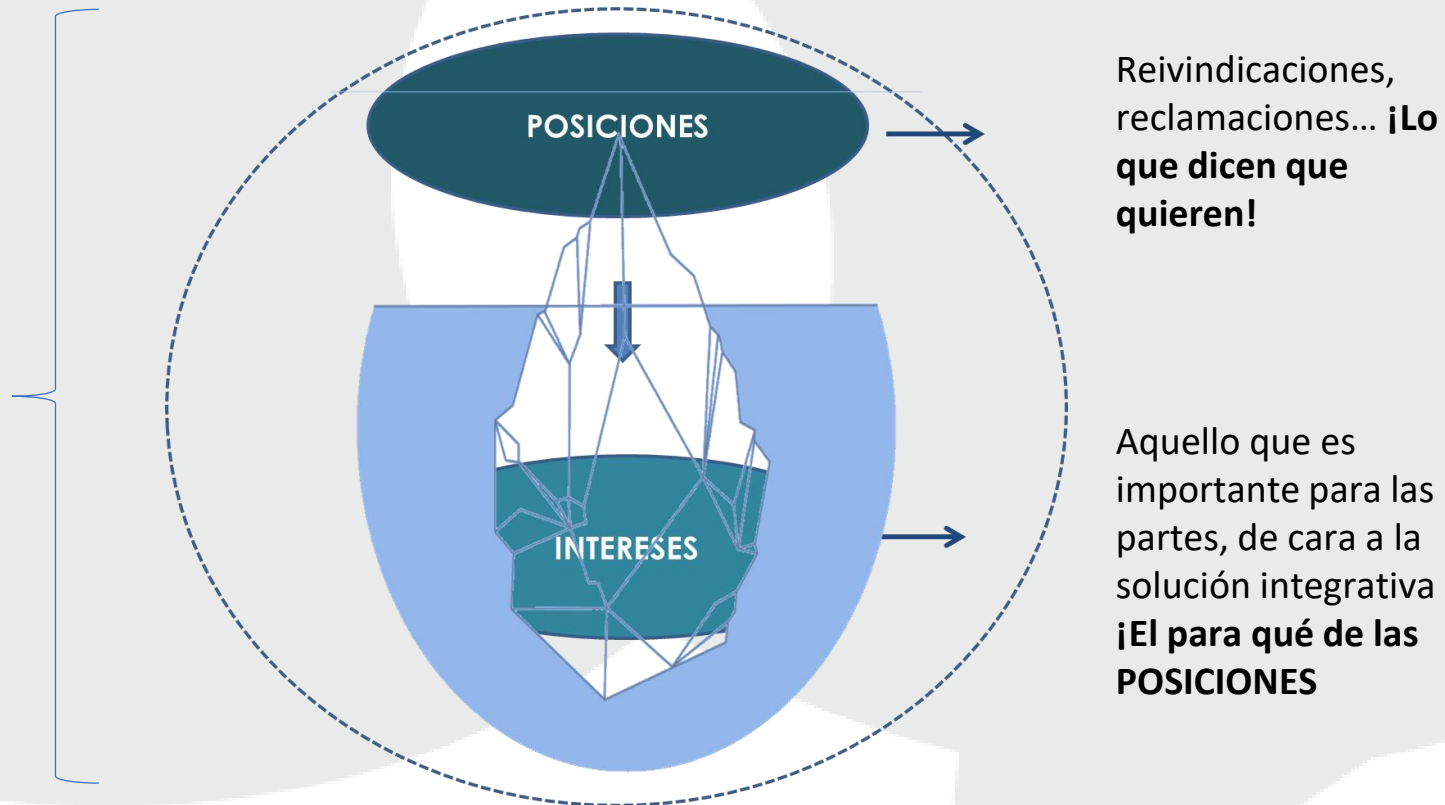 POSICIONES
Reivindicaciones,
reclamaciones... ¡Lo
que dicen que
quieren!
INTERESES
Aquello que es
importante para las
partes, de cara a la
solución integrativa
¡El para qué de las
POSICIONES